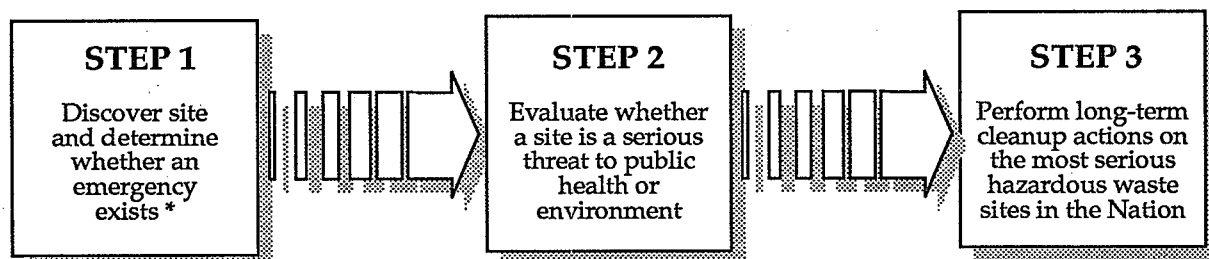 STEP 1
Discover site
and determine
whether an
emergency
exists *
STEP 2
Evaluate whether
a site is a serious
threat to public
health or
environment
STEP 3
Perform long-term
cleanup actions on
the most serious
hazardous waste
sites in the Nation